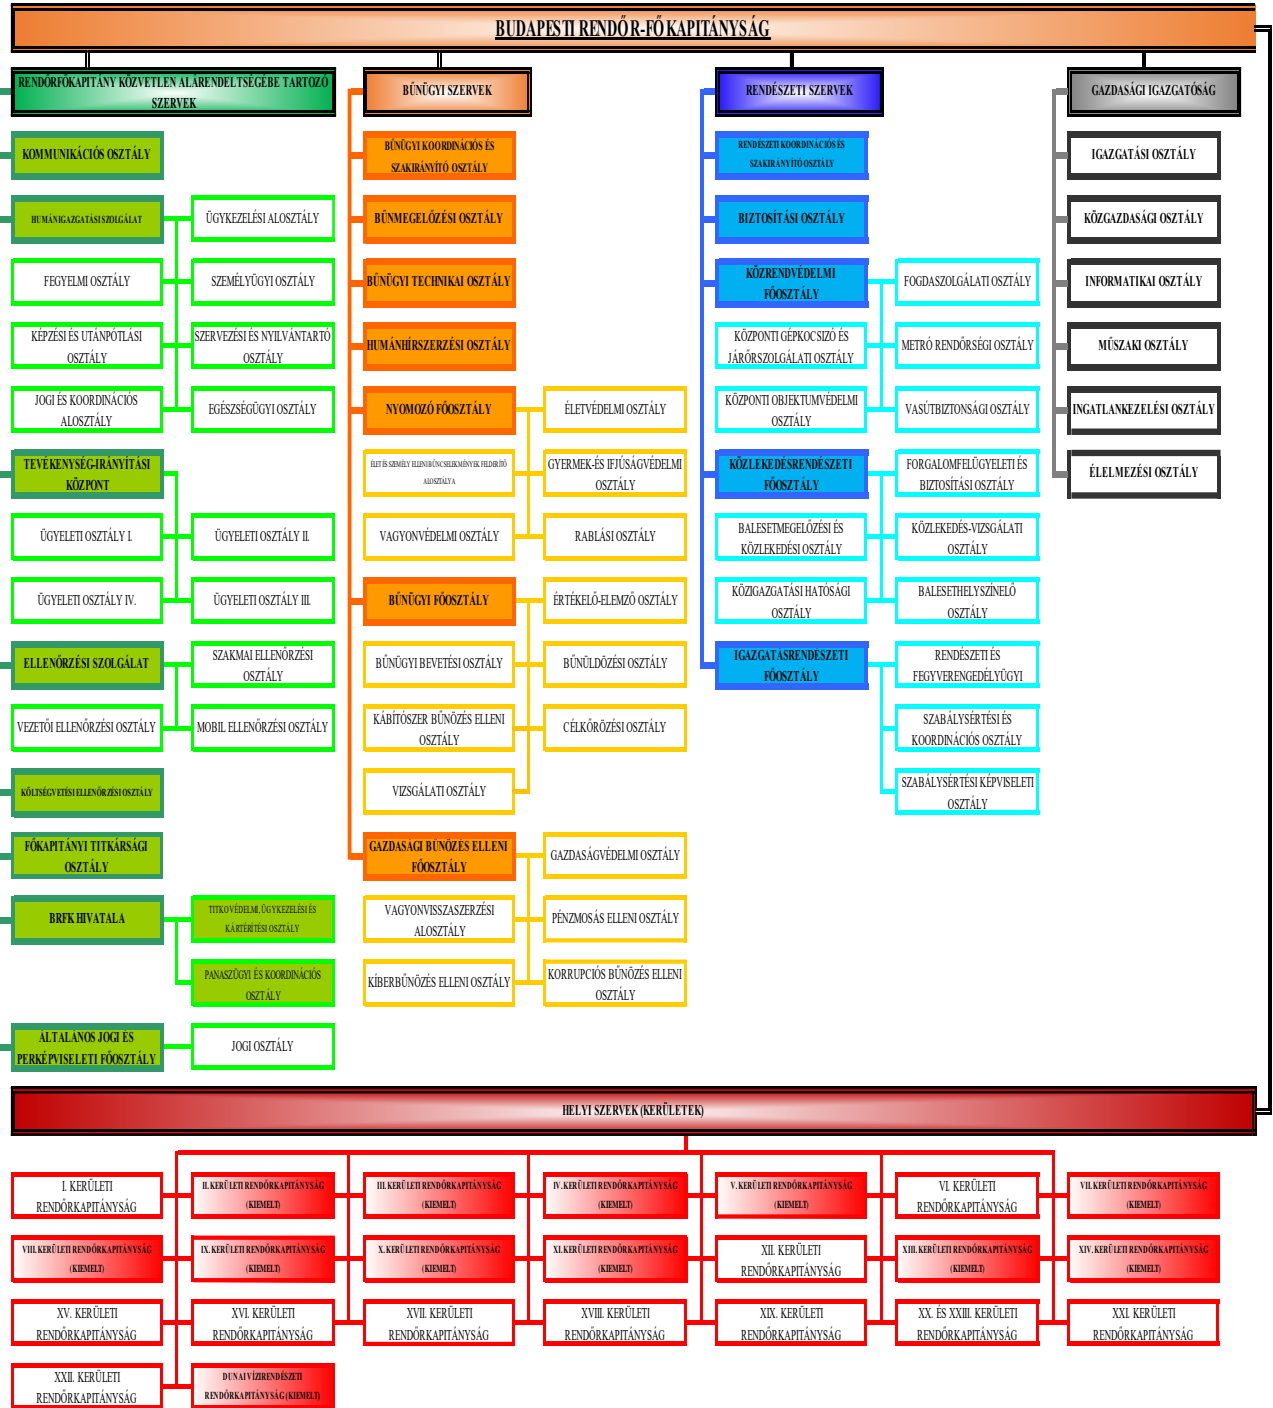 BUDAPESTI RENDŐR-FŐKAPITÁNYSÁG
RENDŐRFŐKAPITÁNY KÖZVETLEN ALÁRENDELTSÉGÉBE TARTOZÓ
SZERVEK
KOMMUNIKÁCIÓS OSZTÁLY
HUMÁNIGAZGATÁSI SZOLGÁLAT
ÜGYKEZELÉSI ALOSZTÁLY
FEGYELMI OSZTÁLY
SZEMÉLYÜGYI OSZTÁLY
KÉPZÉSI ÉS UTÁNPÓTLÁSI
OSZTÁLY
SZERVEZÉSI ÉS NYILVÁNTARTÓ
OSZTÁLY
JOGI ÉS KOORDINÁCIÓS
ALOSZTÁLY
EGÉSZSÉGÜGYI OSZTÁLY
TEVÉKENYSÉG-IRÁNYÍTÁSI
KÖZPONT
ÜGYELETI OSZTÁLY I.
ÜGYELETI OSZTÁLY II.
ÜGYELETI OSZTÁLY IV.
ÜGYELETI OSZTÁLY III.
ELLENŐRZÉSI SZOLGÁLAT
SZAKMAI ELLENŐRZÉSI
OSZTÁLY
VEZETŐI ELLENŐRZÉSI OSZTÁLY
MOBIL ELLENŐRZÉSI OSZTÁLY
KÖLTSÉGVETÉSI ELLENŐRZÉSI OSZTÁLY
FŐKAPITÁNYI TITKÁRSÁGI
OSZTÁLY
BRFK HIVATALA
TITKOVÉDELMI, ÜGYKEZELÉSI ÉS
KÁRTÉRÍTÉSI OSZTÁLY
PANASZÜGYI ÉS KOORDINÁCIÓS
OSZTÁLY
ÁLTALÁNOS JOGI ÉS
PERKÉPVISELETI FŐOSZTÁLY
JOGI OSZTÁLY
BŰNÜGYI SZERVEK
BŰNÜGYI KOORDINÁCIÓS ÉS
SZAKIRÁNYÍTÓ OSZTÁLY
BŰNMEGELŐZÉSI OSZTÁLY
BŰNÜGYI TECHNIKAI OSZTÁLY
HUMÁNHÍRSZERZÉSI OSZTÁLY
NYOMOZÓ FŐOSZTÁLY
ÉLETVÉDELMI OSZTÁLY
ÉLET ÉS SZEMÉLY ELLENI BŰNCSELEKMÉNYEK FELDERÍTŐ
ALOSZTÁLYA
GYERMEK-ÉS IFJÚSÁGVÉDELMI
OSZTÁLY
VAGYONVÉDELMI OSZTÁLY
RABLÁSI OSZTÁLY
BŰNÜGYI FŐOSZTÁLY
ÉRTÉKELŐ-ELEMZŐ OSZTÁLY
BŰNÜGYI BEVETÉSI OSZTÁLY
BŰNÜLDÖZÉSI OSZTÁLY
KÁBÍTÓSZER BŰNÖZÉS ELLENI
OSZTÁLY
CÉLKÖRÖZÉSI OSZTÁLY
VIZSGÁLATI OSZTÁLY
GAZDASÁGI BŰNÖZÉS ELLENI
FŐOSZTÁLY
GAZDASÁGVÉDELMI OSZTÁLY
VAGYONVISSZASZERZÉSI
ALOSZTÁLY
PÉNZMOSÁS ELLENI OSZTÁLY
KÍBERBŰNÖZÉS ELLENI OSZTÁLY
KORRUPCIÓS BŰNÖZÉS ELLENI
OSZTÁLY
RENDÉSZETI SZERVEK
RENDÉSZETI KOORDINÁCIÓS ÉS
SZAKIRÁNYÍTÓ OSZTÁLY
BIZTOSÍTÁSI OSZTÁLY
KÖZRENDVÉDELMI
FŐOSZTÁLY
FOGDASZOLGÁLATI OSZTÁLY
KÖZPONTI GÉPKOCSIZÓ ÉS
JÁRŐRSZOLGÁLATI OSZTÁLY
METRÓ RENDŐRSÉGI OSZTÁLY
KÖZPONTI OBJEKTUMVÉDELMI
OSZTÁLY
VASÚTBIZTONSÁGI OSZTÁLY
KÖZLEKEDÉSRENDÉSZETI
FŐOSZTÁLY
FORGALOMFELÜGYELETI ÉS
BIZTOSÍTÁSI OSZTÁLY
BALESETMEGELŐZÉSI ÉS
KÖZLEKEDÉSI OSZTÁLY
KÖZLEKEDÉS-VIZSGÁLATI
OSZTÁLY
KÖZIGAZGATÁSI HATÓSÁGI
OSZTÁLY
BALESETHELYSZÍNELŐ
OSZTÁLY
IGAZGATÁSRENDÉSZETI
FŐOSZTÁLY
RENDÉSZETI ÉS
FEGYVERENGEDÉLYÜGYI
SZABÁLYSÉRTÉSI ÉS
KOORDINÁCIÓS OSZTÁLY
SZABÁLYSÉRTÉSI KÉPVISELETI
OSZTÁLY
GAZDASÁGI IGAZGATÓSÁG
IGAZGATÁSI OSZTÁLY
KÖZGAZDASÁGI OSZTÁLY
INFORMATIKAI OSZTÁLY
MŰSZAKI OSZTÁLY
INGATLANKEZELÉSI OSZTÁLY
ÉLELMEZÉSI OSZTÁLY
HELYI SZERVEK (KERÜLETEK)
I. KERÜLETI
RENDŐRKAPITÁNYSÁG
II. KERÜLETI RENDŐRKAPITÁNYSÁG
(KIEMELT)
III. KERÜLETI RENDŐRKAPITÁNYSÁG
(KIEMELT)
IV. KERÜLETI RENDŐRKAPITÁNYSÁG
(KIEMELT)
V. KERÜLETI RENDŐRKAPITÁNYSÁG
(KIEMELT)
VI. KERÜLETI
RENDŐRKAPITÁNYSÁG
VII. KERÜLETI RENDŐRKAPITÁNYSÁG
(KIEMELT)
VIII. KERÜLETI RENDŐRKAPITÁNYSÁG
(KIEMELT)
IX. KERÜLETI RENDŐRKAPITÁNYSÁG
(KIEMELT)
X. KERÜLETI RENDŐRKAPITÁNYSÁG
(KIEMELT)
XI. KERÜLETI RENDŐRKAPITÁNYSÁG
(KIEMELT)
XII. KERÜLETI
RENDŐRKAPITÁNYSÁG
XIII. KERÜLETI RENDŐRKAPITÁNYSÁG
(KIEMELT)
XIV. KERÜLETI RENDŐRKAPITÁNYSÁG
(KIEMELT)
XV. KERÜLETI
RENDŐRKAPITÁNYSÁG
XVI. KERÜLETI
RENDŐRKAPITÁNYSÁG
XVII. KERÜLETI
RENDŐRKAPITÁNYSÁG
XVIII. KERÜLETI
RENDŐRKAPITÁNYSÁG
XIX. KERÜLETI
RENDŐRKAPITÁNYSÁG
XX. ÉS XXIII. KERÜLETI
RENDŐRKAPITÁNYSÁG
XXI. KERÜLETI
RENDŐRKAPITÁNYSÁG
XXII. KERÜLETI
RENDŐRKAPITÁNYSÁG
DUNAI VÍZIRENDÉSZETI
RENDŐRKAPITÁNYSÁG (KIEMELT)